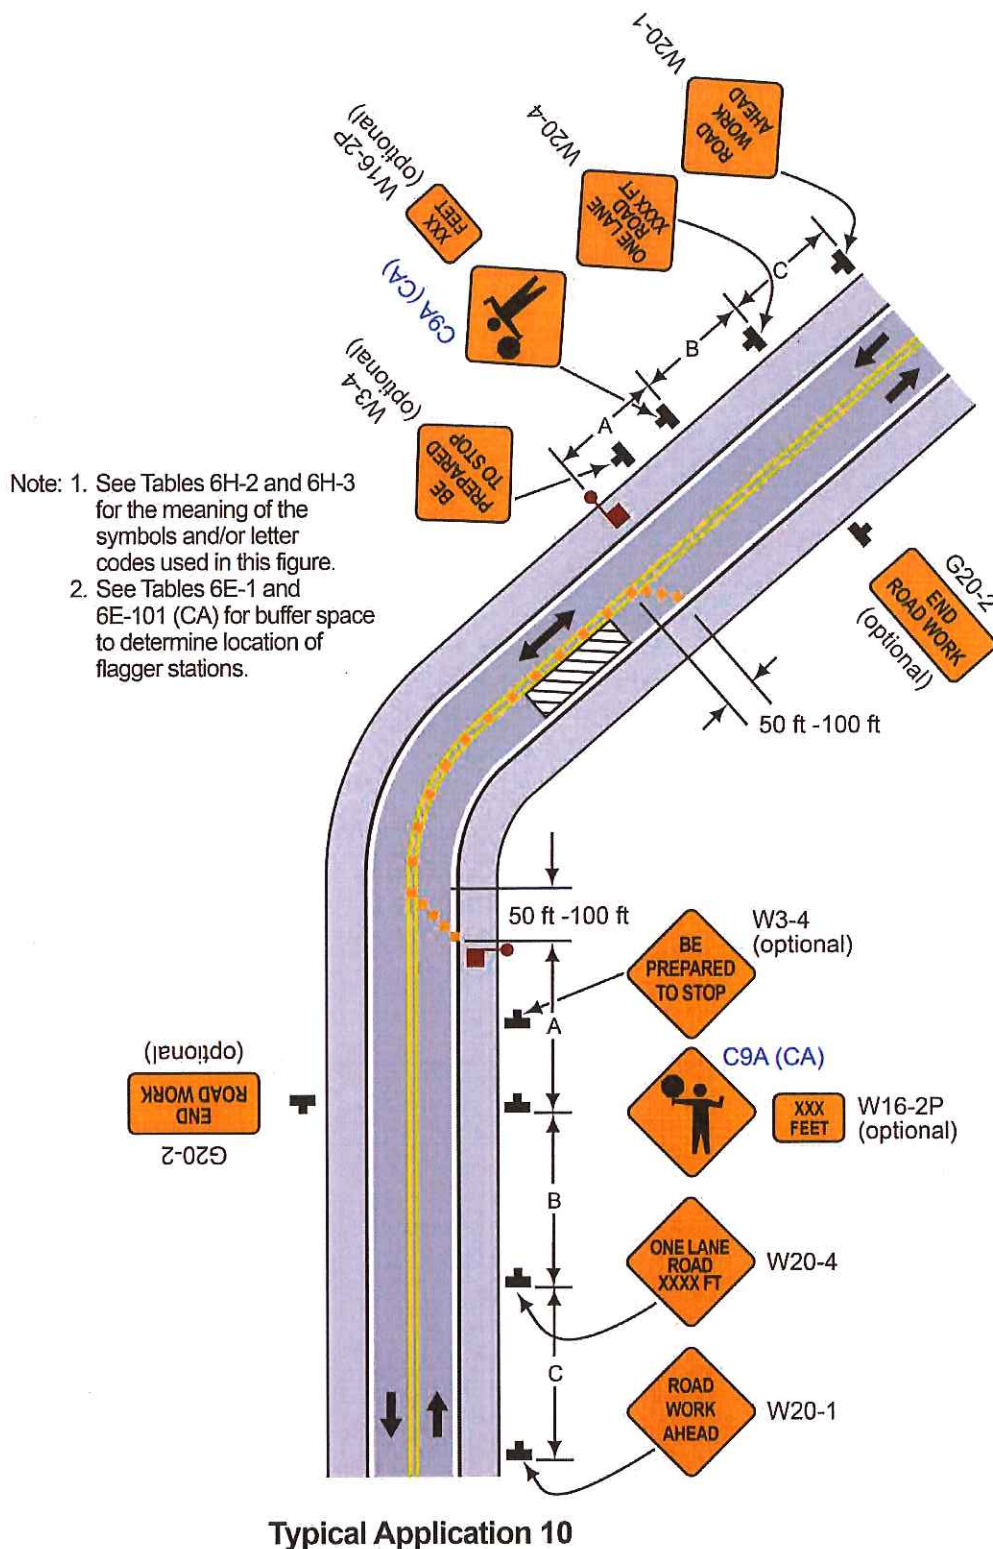 W20-1
ROAD
WORK
AHEAD
W20-4
ONE LANE
ROAD
XXXX FT
W16-2P
(optional)
XXX
FEET
C9A (CA)
W3-4
(optional)
BE
PREPARED
TO STOP
C
B
A
Note: 1. See Tables 6H-2 and 6H-3
for the meaning of the
symbols and/or letter
codes used in this figure.
2. See Tables 6E-1 and
6E-101 (CA) for buffer space
to determine location of
flagger stations.
G20-2
(optional)
END
ROAD WORK
50 ft -100 ft
50 ft -100 ft
W3-4
(optional)
BE
PREPARED
TO STOP
A
C9A (CA)
XXX
FEET
W16-2P
(optional)
G20-2
(optional)
END
ROAD WORK
B
ONE LANE
ROAD
XXXX FT
W20-4
C
ROAD
WORK
AHEAD
W20-1
Typical Application 10